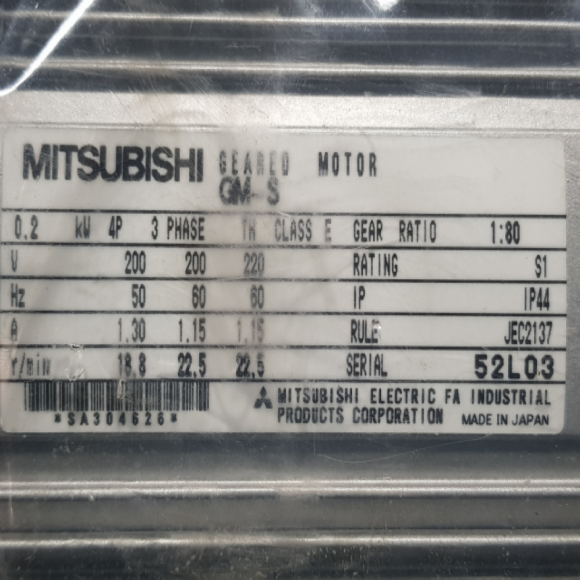 MITSUBISHI GEARED MOTOR
GM-S
0.2 kW 4P 3 PHASE TH CLASS E GEAR RATIO 1:80
V 200 200 220 RATING S1
Hz 50 60 60 IP IP44
A 1.30 1.15 1.15 RULE JEC2137
r/min 18.8 22.5 22.5 SERIAL 52L03
*SA304626*
MITSUBISHI ELECTRIC FA INDUSTRIAL
PRODUCTS CORPORATION MADE IN JAPAN